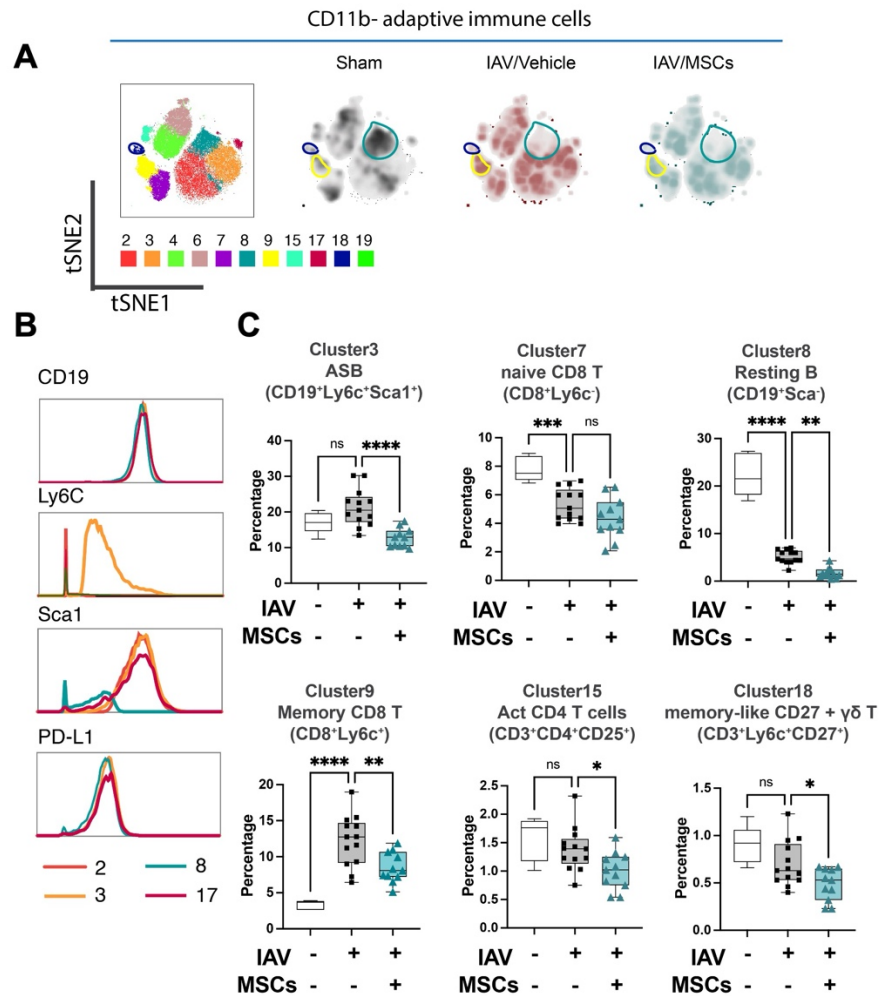 CD11b- adaptive immune cells
A
Sham
IAV/Vehicle
IAV/MSCs
tSNE2
tSNE1
2 3 4 6 7 8 9 15 17 18 19
B
CD19
Ly6C
Sca1
PD-L1
2
8
3
17
C
Cluster3
ASB
(CD19⁺Ly6c⁺Sca1⁺)
ns
****
Percentage
40
30
20
10
0
IAV - + +
MSCs - - +
Cluster7
naive CD8 T
(CD8⁺Ly6c⁻)
***
ns
Percentage
10
8
6
4
2
0
IAV - + +
MSCs - - +
Cluster8
Resting B
(CD19⁺Sca⁻)
****
**
Percentage
30
20
10
0
IAV - + +
MSCs - - +
Cluster9
Memory CD8 T
(CD8⁺Ly6c⁺)
****
**
Percentage
20
15
10
5
0
IAV - + +
MSCs - - +
Cluster15
Act CD4 T cells
(CD3⁺CD4⁺CD25⁺)
ns
*
Percentage
2.5
2.0
1.5
1.0
0.5
0.0
IAV - + +
MSCs - - +
Cluster18
memory-like CD27 + γδ T
(CD3⁺Ly6c⁺CD27⁺)
ns
*
Percentage
1.5
1.0
0.5
0.0
IAV - + +
MSCs - - +